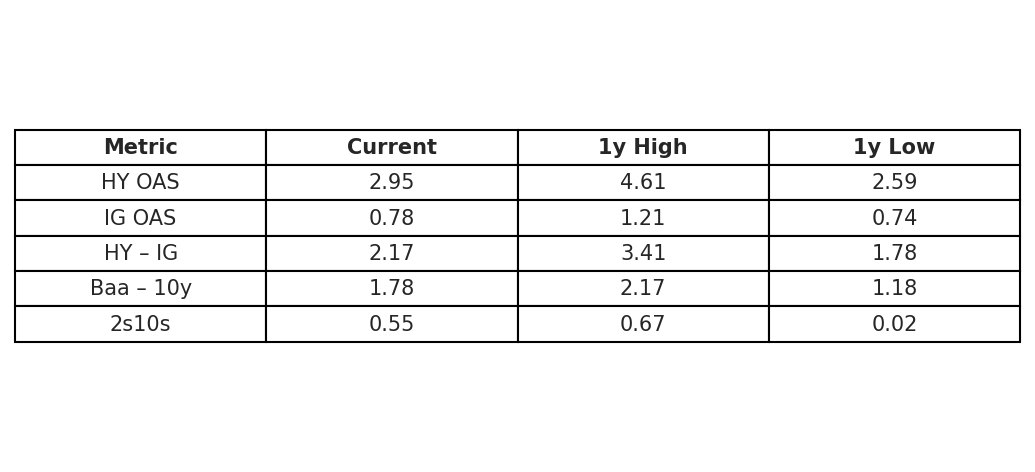 Metric Current 1y High 1y Low
HY OAS 2.95 4.61 2.59
IG OAS 0.78 1.21 0.74
HY – IG 2.17 3.41 1.78
Baa – 10y 1.78 2.17 1.18
2s10s 0.55 0.67 0.02